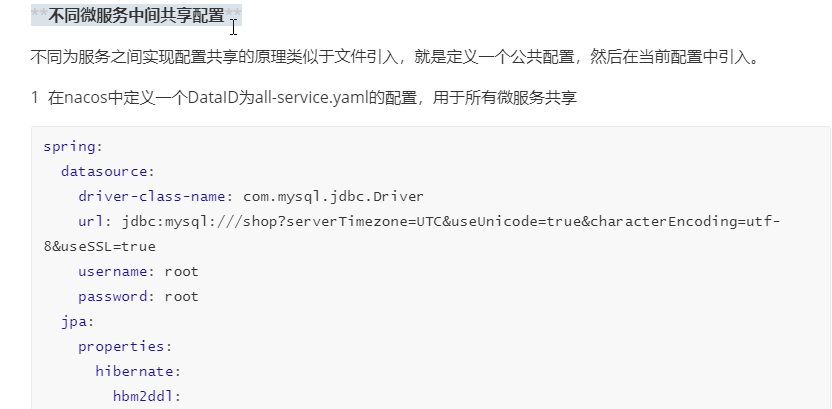 **不同微服务中间共享配置**
不同为服务之间实现配置共享的原理类似于文件引入，就是定义一个公共配置，然后在当前配置中引入。
1 在nacos中定义一个DataID为all-service.yaml的配置，用于所有微服务共享
spring:
  datasource:
    driver-class-name: com.mysql.jdbc.Driver
    url: jdbc:mysql:///shop?serverTimezone=UTC&useUnicode=true&characterEncoding=utf-
8&useSSL=true
    username: root
    password: root
  jpa:
    properties:
      hibernate:
        hbm2ddl: